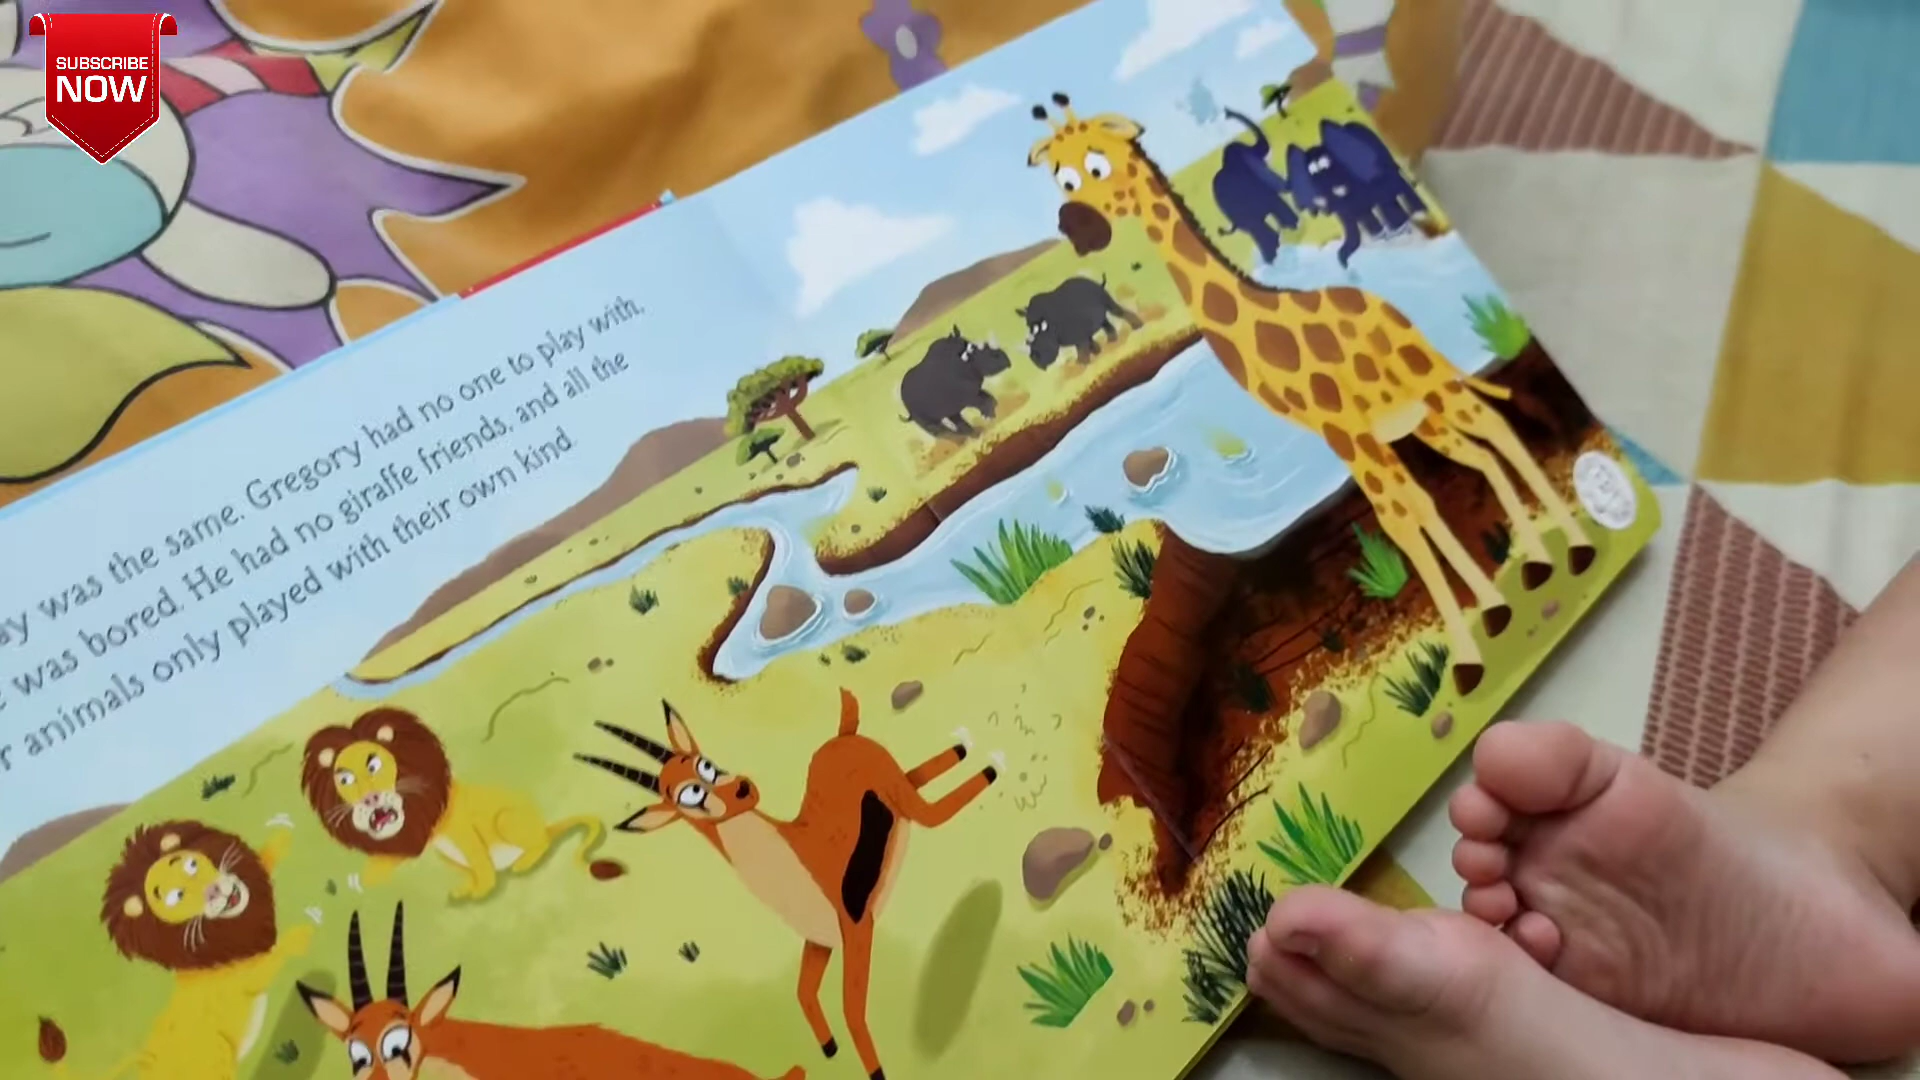 SUBSCRIBE
NOW
was the same. Gregory had no one to play with.
was bored. He had no giraffe friends, and all the
animals only played with their own kind.